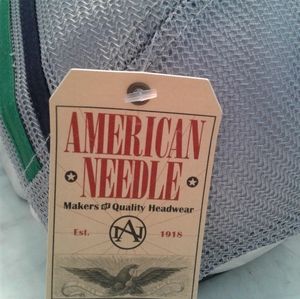 AMERICAN
NEEDLE
Makers of Quality Headwear
Est. AN 1918